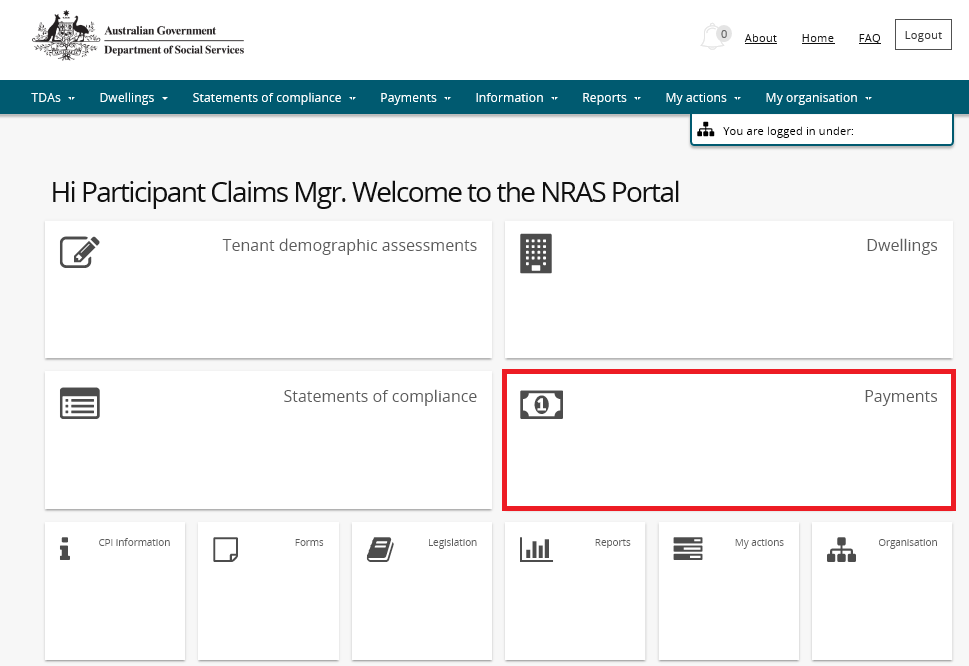 Australian Government
Department of Social Services
0
About
Home
FAQ
Logout
TDAs
Dwellings
Statements of compliance
Payments
Information
Reports
My actions
My organisation
You are logged in under:
Hi Participant Claims Mgr. Welcome to the NRAS Portal
Tenant demographic assessments
Dwellings
Statements of compliance
1
Payments
CPI information
Forms
Legislation
Reports
My actions
Organisation